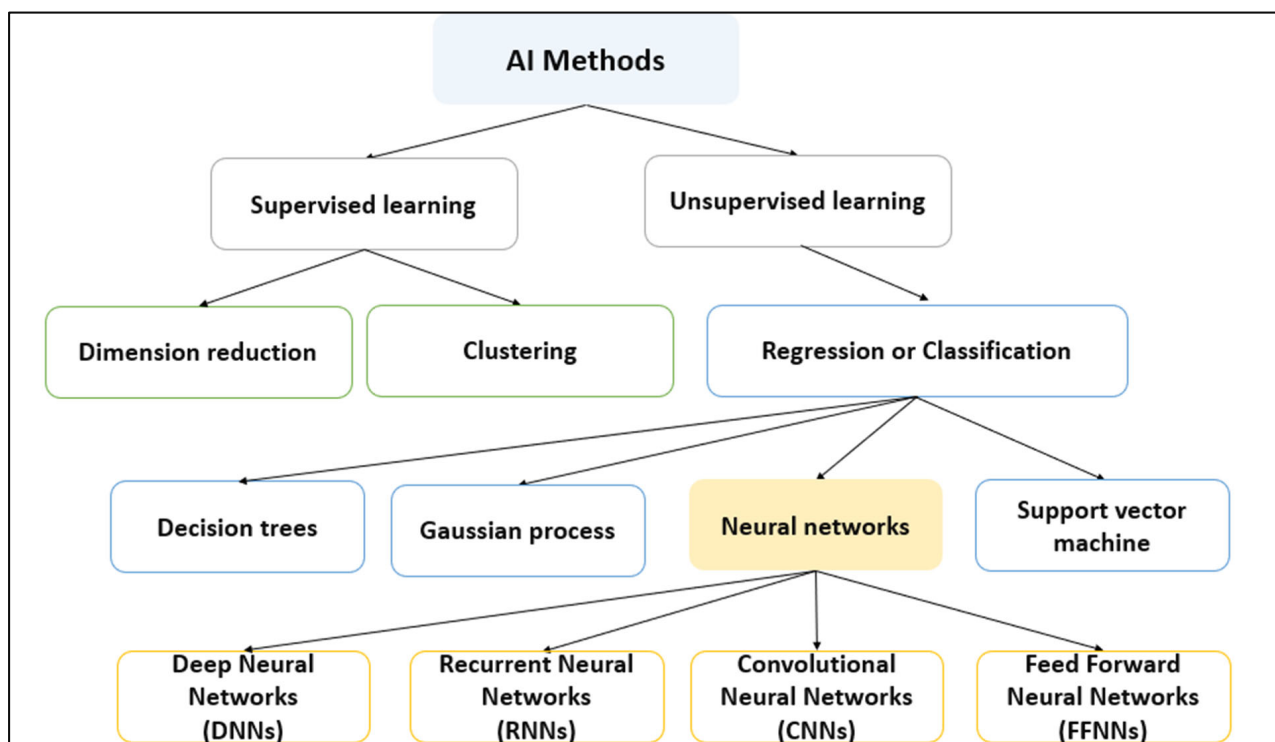 AI Methods
Supervised learning
Unsupervised learning
Dimension reduction
Clustering
Regression or Classification
Decision trees
Gaussian process
Neural networks
Support vector
machine
Deep Neural
Networks
(DNNs)
Recurrent Neural
Networks
(RNNs)
Convolutional
Neural Networks
(CNNs)
Feed Forward
Neural Networks
(FFNNs)